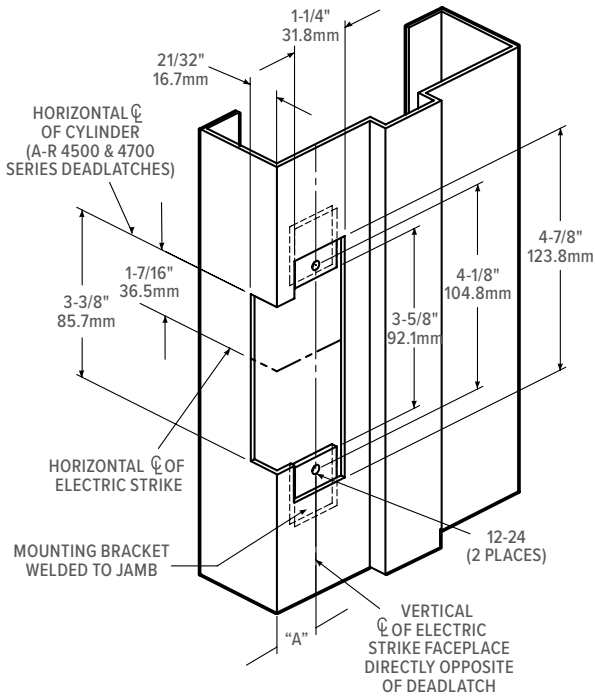 1-1/4"
31.8mm
21/32"
16.7mm
HORIZONTAL ℄
OF CYLINDER
(A-R 4500 & 4700
SERIES DEADLATCHES)
4-7/8"
123.8mm
1-7/16"
36.5mm
4-1/8"
104.8mm
3-3/8"
85.7mm
3-5/8"
92.1mm
HORIZONTAL ℄ OF
ELECTRIC STRIKE
12-24
(2 PLACES)
MOUNTING BRACKET
WELDED TO JAMB
"A"
VERTICAL
℄ OF ELECTRIC
STRIKE FACEPLACE
DIRECTLY OPPOSITE
OF DEADLATCH